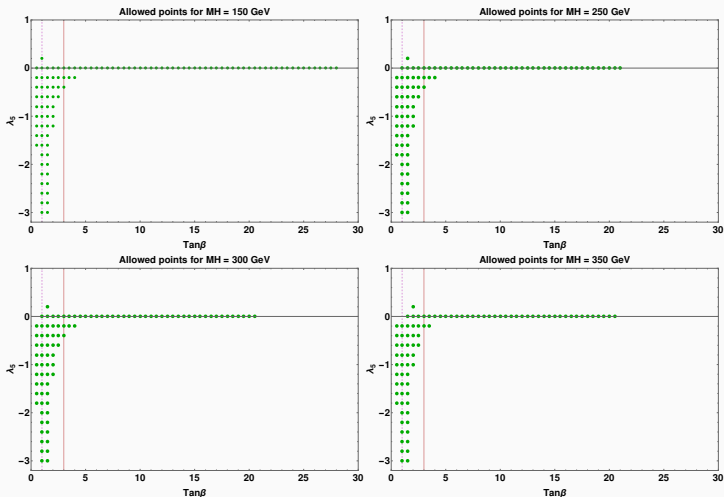 Allowed points for MH = 150 GeV
1
0
−1
−2
−3
λ5
0 5 10 15 20 25 30
Tanβ
Allowed points for MH = 250 GeV
1
0
−1
−2
−3
λ5
0 5 10 15 20 25 30
Tanβ
Allowed points for MH = 300 GeV
1
0
−1
−2
−3
λ5
0 5 10 15 20 25 30
Tanβ
Allowed points for MH = 350 GeV
1
0
−1
−2
−3
λ5
0 5 10 15 20 25 30
Tanβ